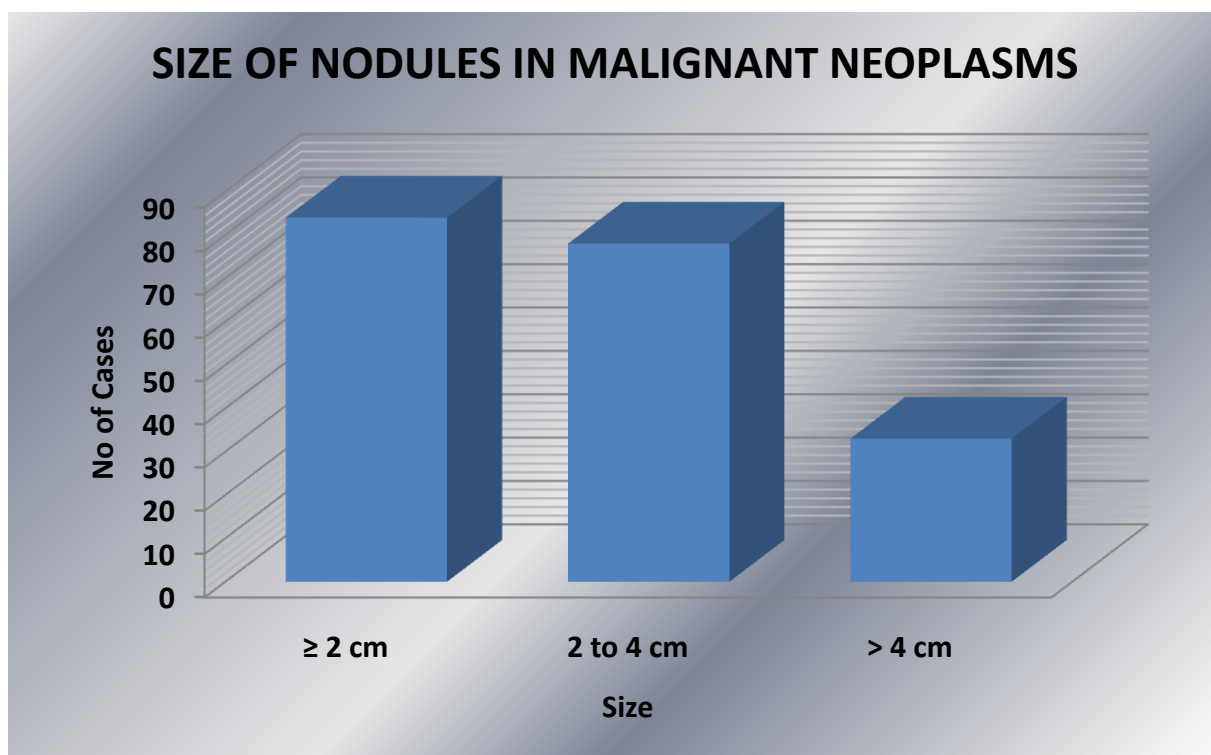 SIZE OF NODULES IN MALIGNANT NEOPLASMS
No of Cases
90
80
70
60
50
40
30
20
10
0
≥ 2 cm
2 to 4 cm
> 4 cm
Size